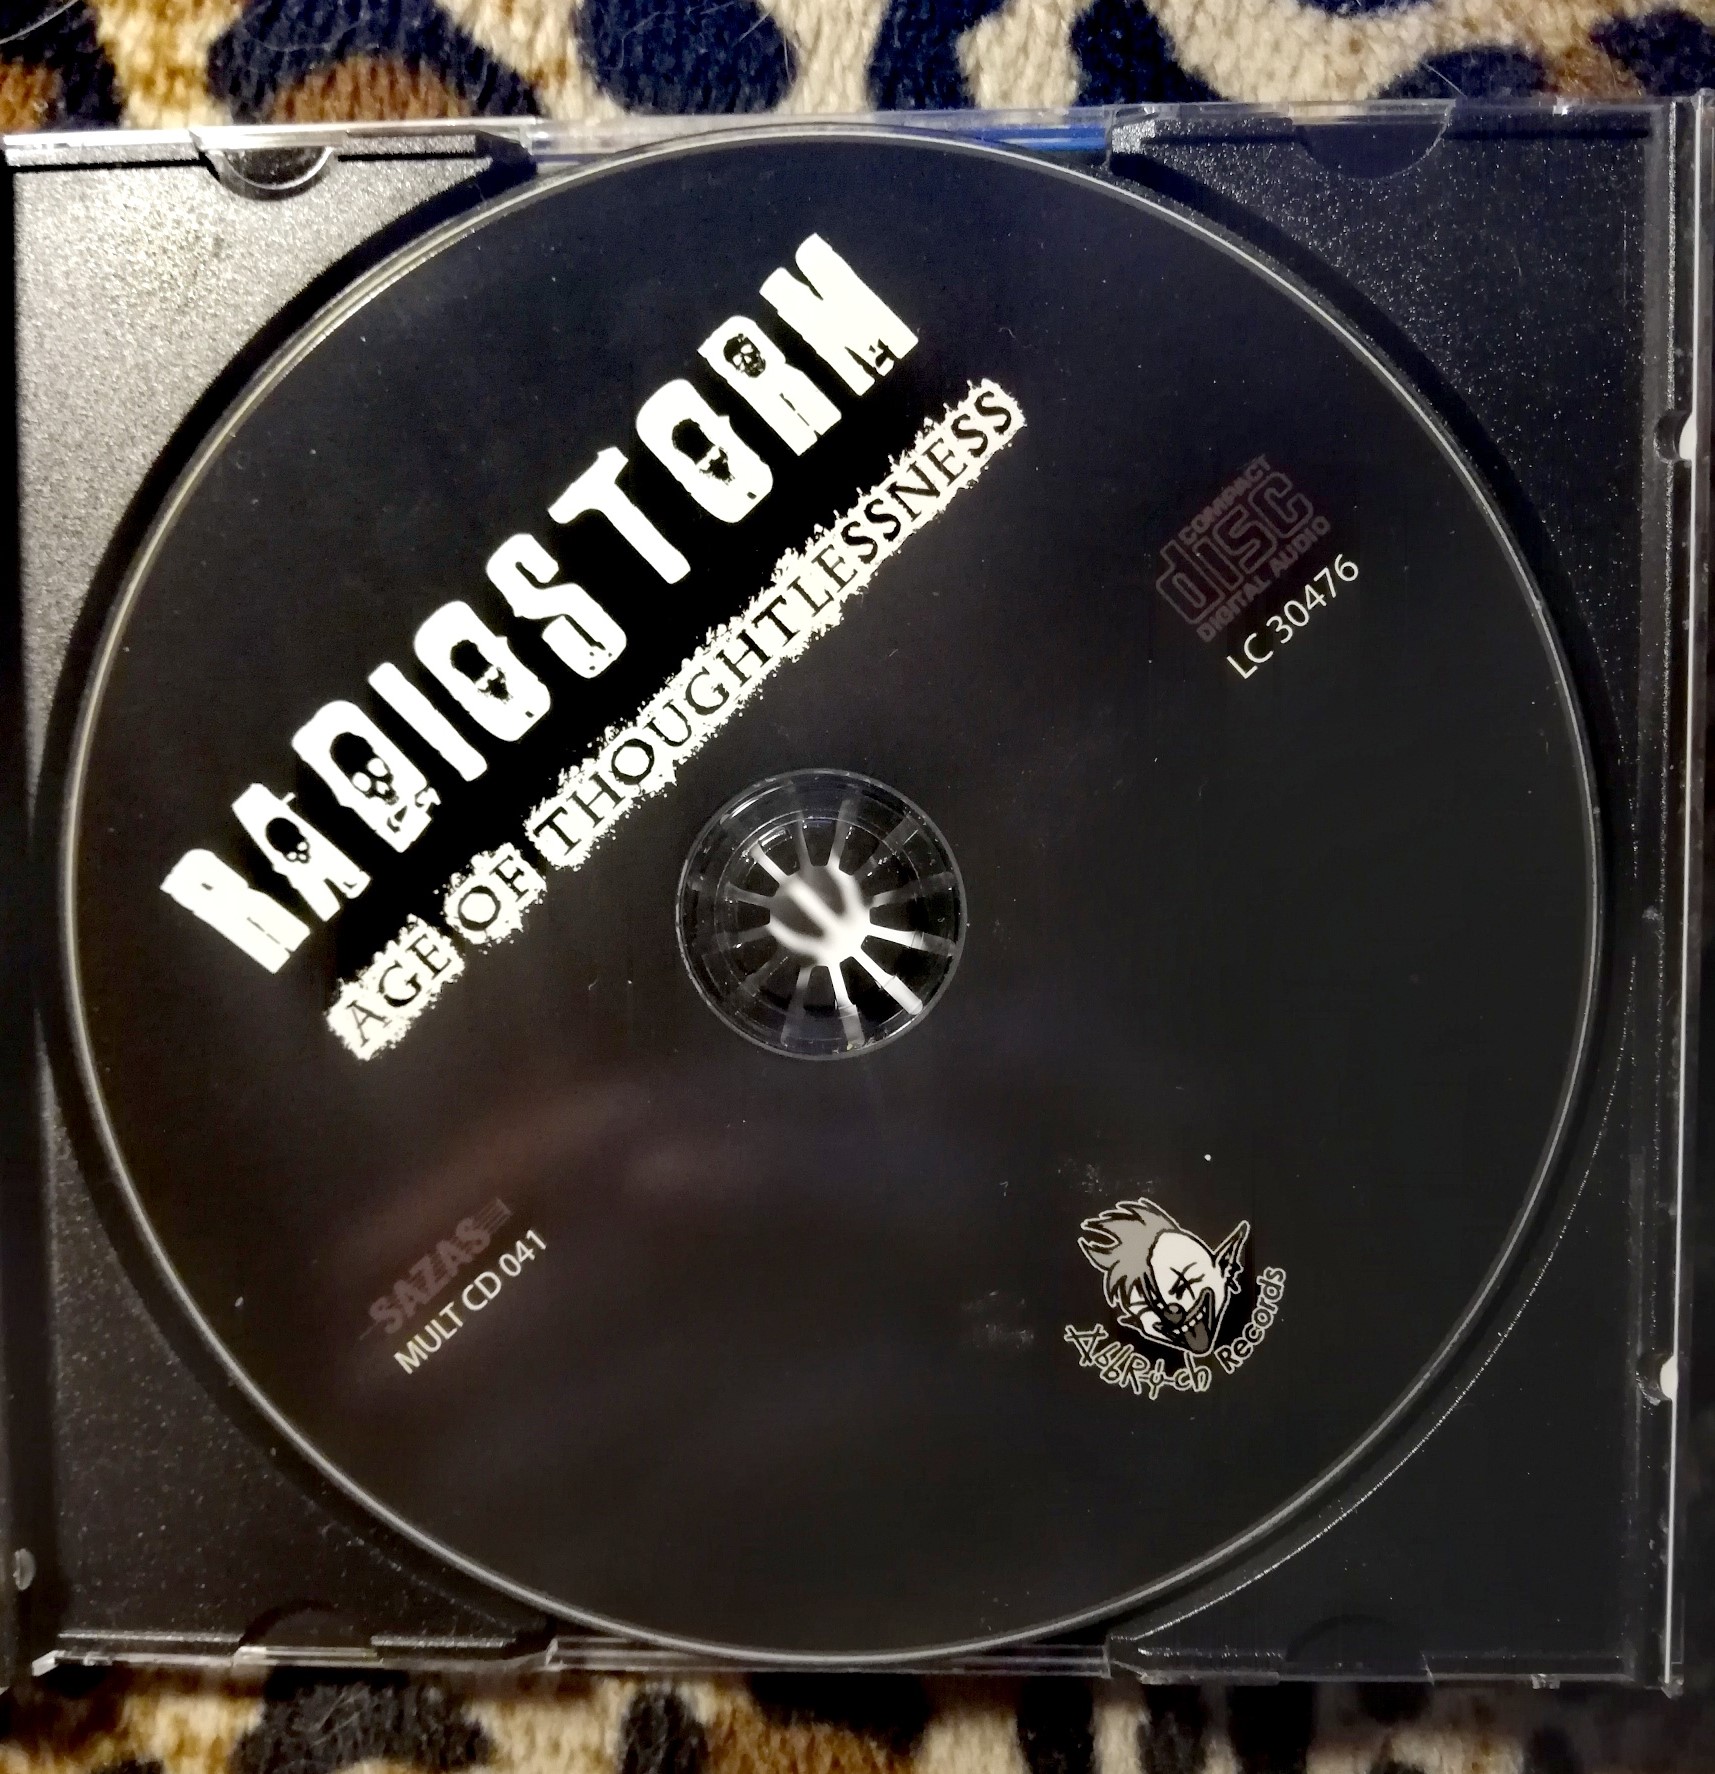 RADIOSTORM
AGE OF THOUGHTLESSNESS
COMPACT
disc
DIGITAL AUDIO
LC 30476
SAZAS
MULT CD 041
Records